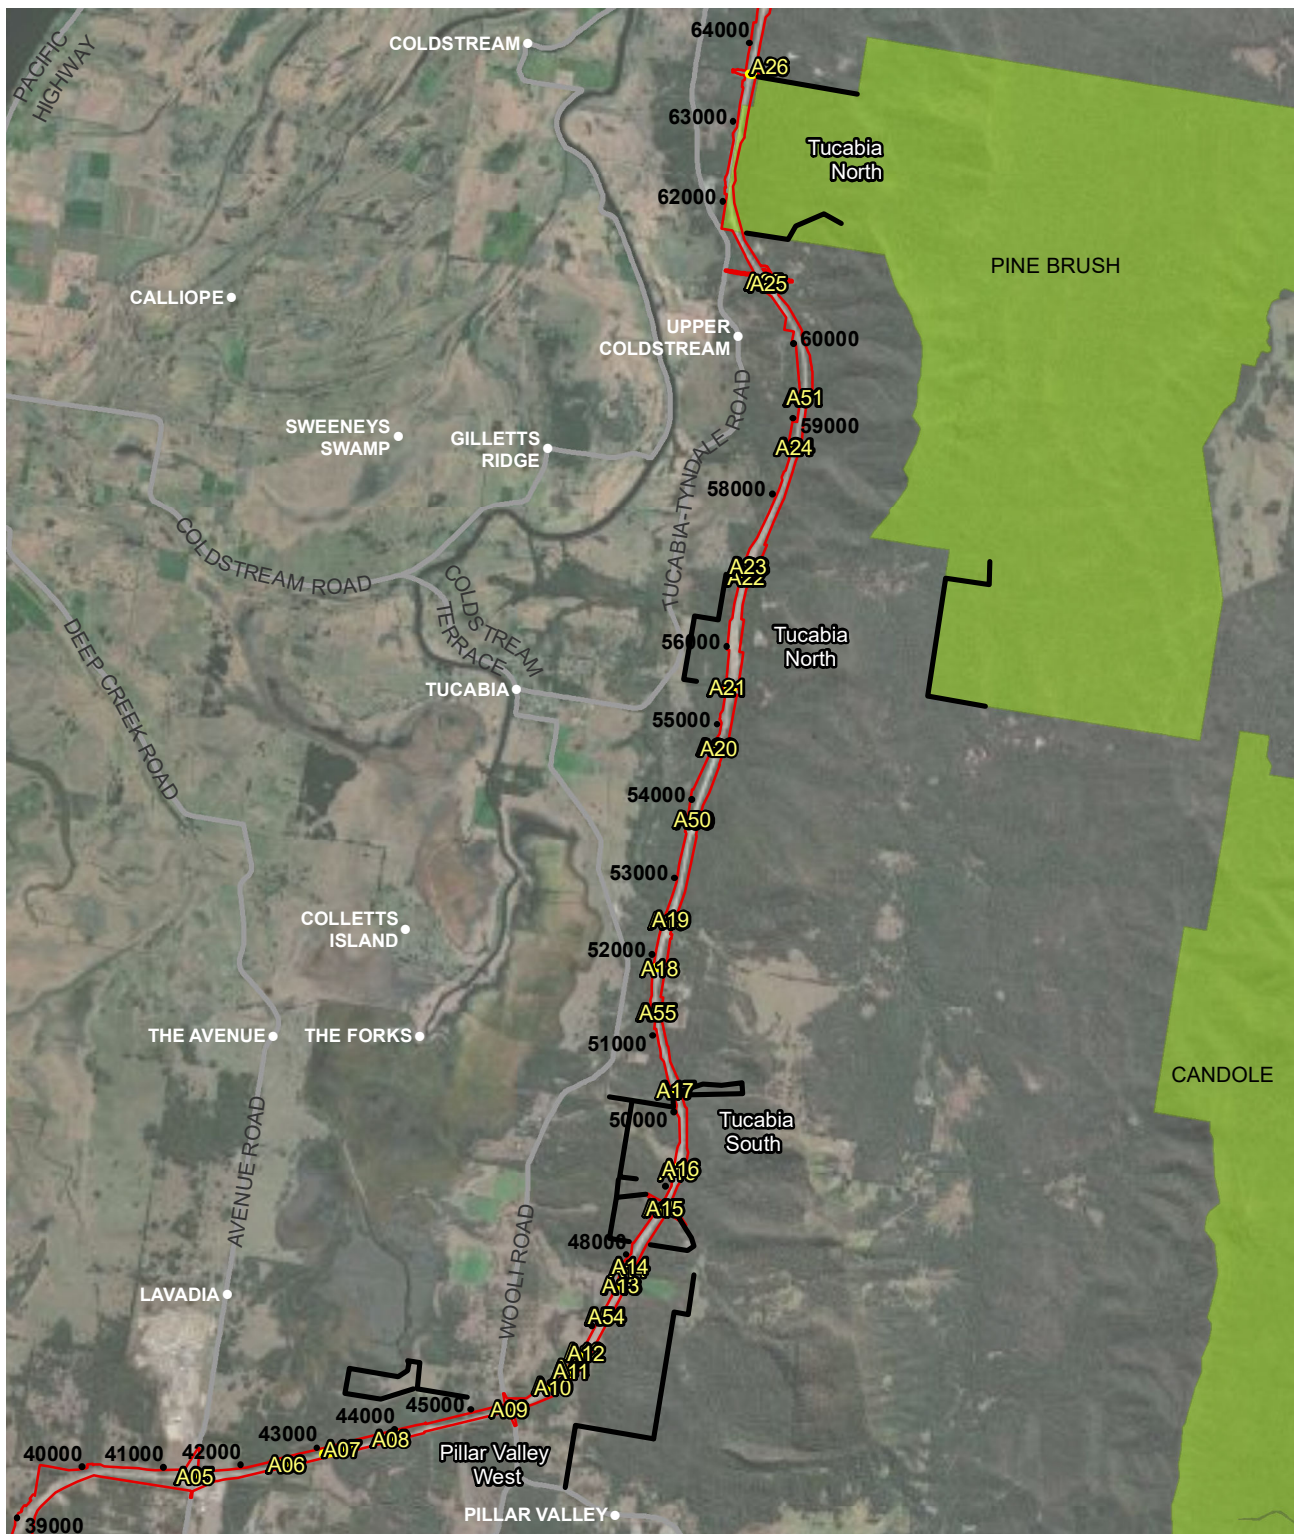 PACIFIC
HIGHWAY
COLDSTREAM
64000
A26
63000
Tucabia
North
62000
PINE BRUSH
A25
CALLIOPE
UPPER
COLDSTREAM
60000
A51
59000
SWEENEYS
SWAMP
GILLETTS
RIDGE
A24
TUCABIA-TYNDALE ROAD
58000
COLDSTREAM ROAD
A23
A22
COLDSTREAM
TERRACE
DEEP CREEK ROAD
56000
Tucabia
North
TUCABIA
A21
55000
A20
54000
A50
53000
COLLETTS
ISLAND
A19
52000
A18
A55
THE AVENUE
THE FORKS
51000
CANDOLE
A17
50000
Tucabia
South
AVENUE ROAD
A16
A15
48000
A14
A13
LAVADIA
WOOLI ROAD
A54
A12
A11
A10
45000
A09
44000
43000
A08
A07
42000
41000
40000
A06
A05
Pillar Valley
West
PILLAR VALLEY
39000